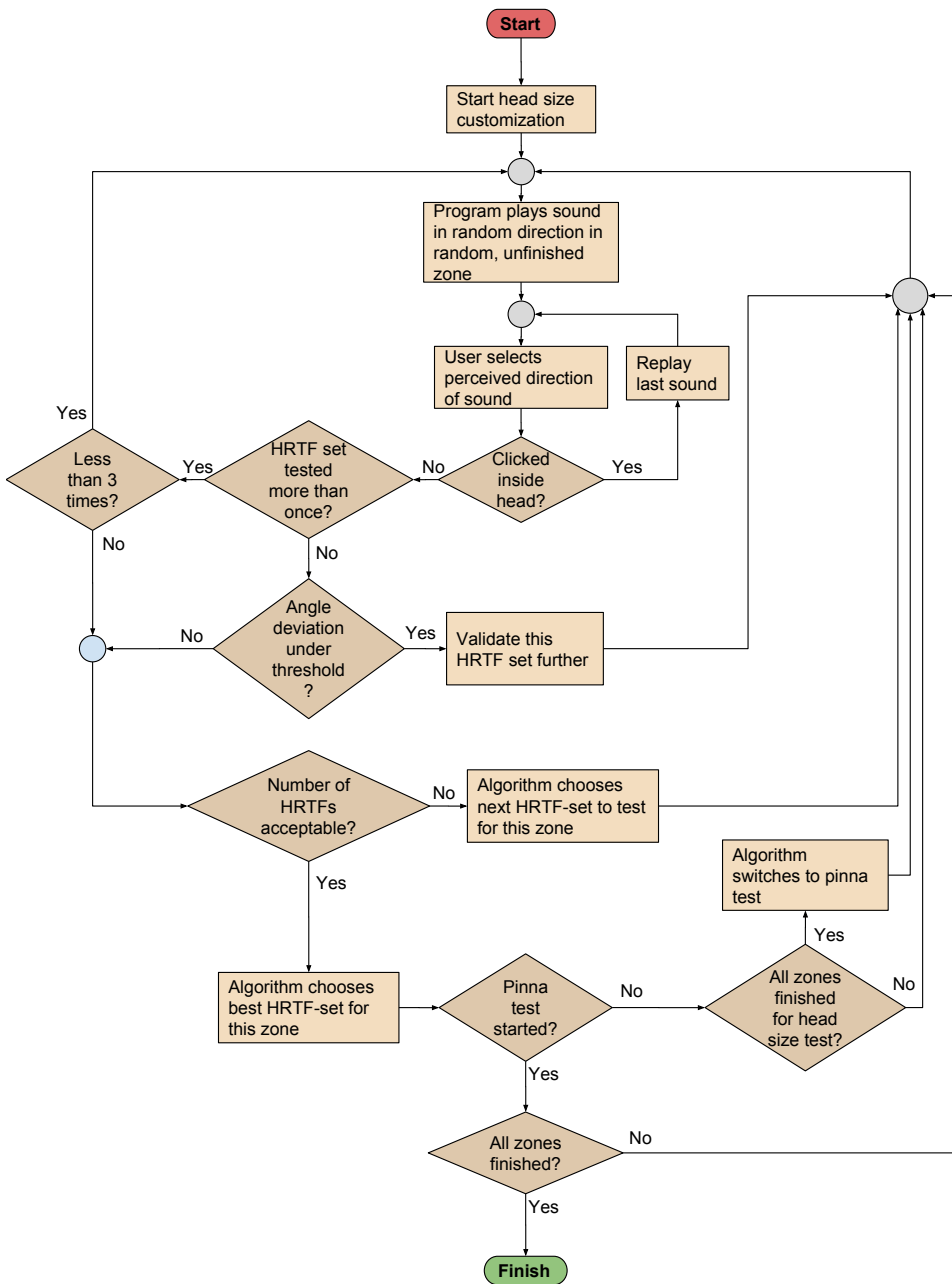 Start
Start head size
customization
Program plays sound
in random direction in
random, unfinished
zone
User selects
perceived direction
of sound
Replay
last sound
Yes
Less
than 3
times?
Yes
HRTF set
tested
more than
once?
No
Clicked
inside
head?
Yes
No
No
No
Angle
deviation
under
threshold
?
Yes
Validate this
HRTF set further
Number of
HRTFs
acceptable?
No
Algorithm chooses
next HRTF-set to test
for this zone
Yes
Algorithm
switches to pinna
test
Yes
Algorithm chooses
best HRTF-set for
this zone
Pinna
test
started?
No
All zones
finished
for head
size test?
No
Yes
All zones
finished?
No
Yes
Finish